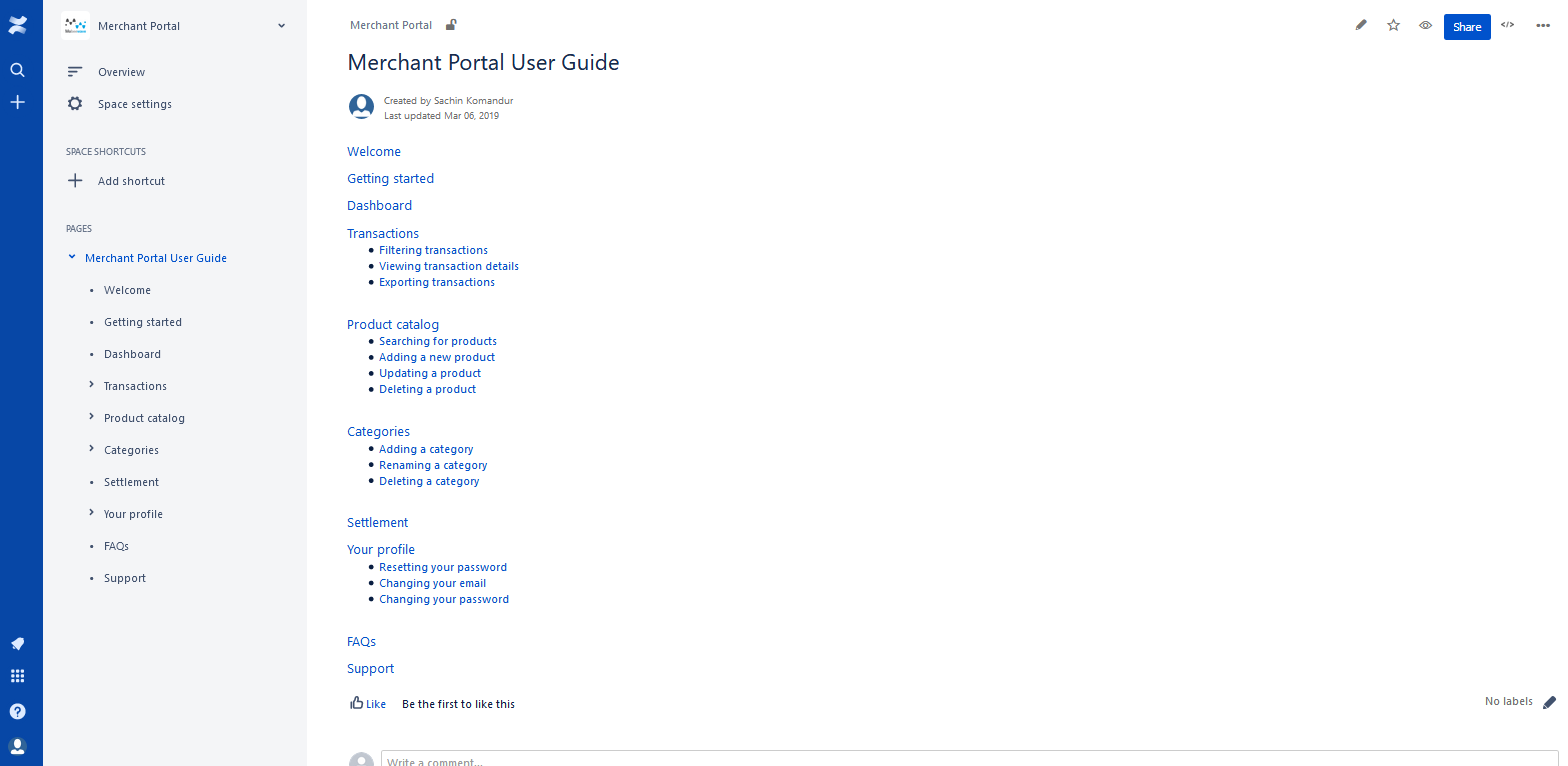 Merchant Portal
Overview
Space settings
SPACE SHORTCUTS
Add shortcut
PAGES
Merchant Portal User Guide
Welcome
Getting started
Dashboard
Transactions
Product catalog
Categories
Settlement
Your profile
FAQs
Support
Merchant Portal
Share
Merchant Portal User Guide
Created by Sachin Komandur
Last updated Mar 06, 2019
Welcome
Getting started
Dashboard
Transactions
• Filtering transactions
• Viewing transaction details
• Exporting transactions
Product catalog
• Searching for products
• Adding a new product
• Updating a product
• Deleting a product
Categories
• Adding a category
• Renaming a category
• Deleting a category
Settlement
Your profile
• Resetting your password
• Changing your email
• Changing your password
FAQs
Support
Like Be the first to like this
No labels
Write a comment...